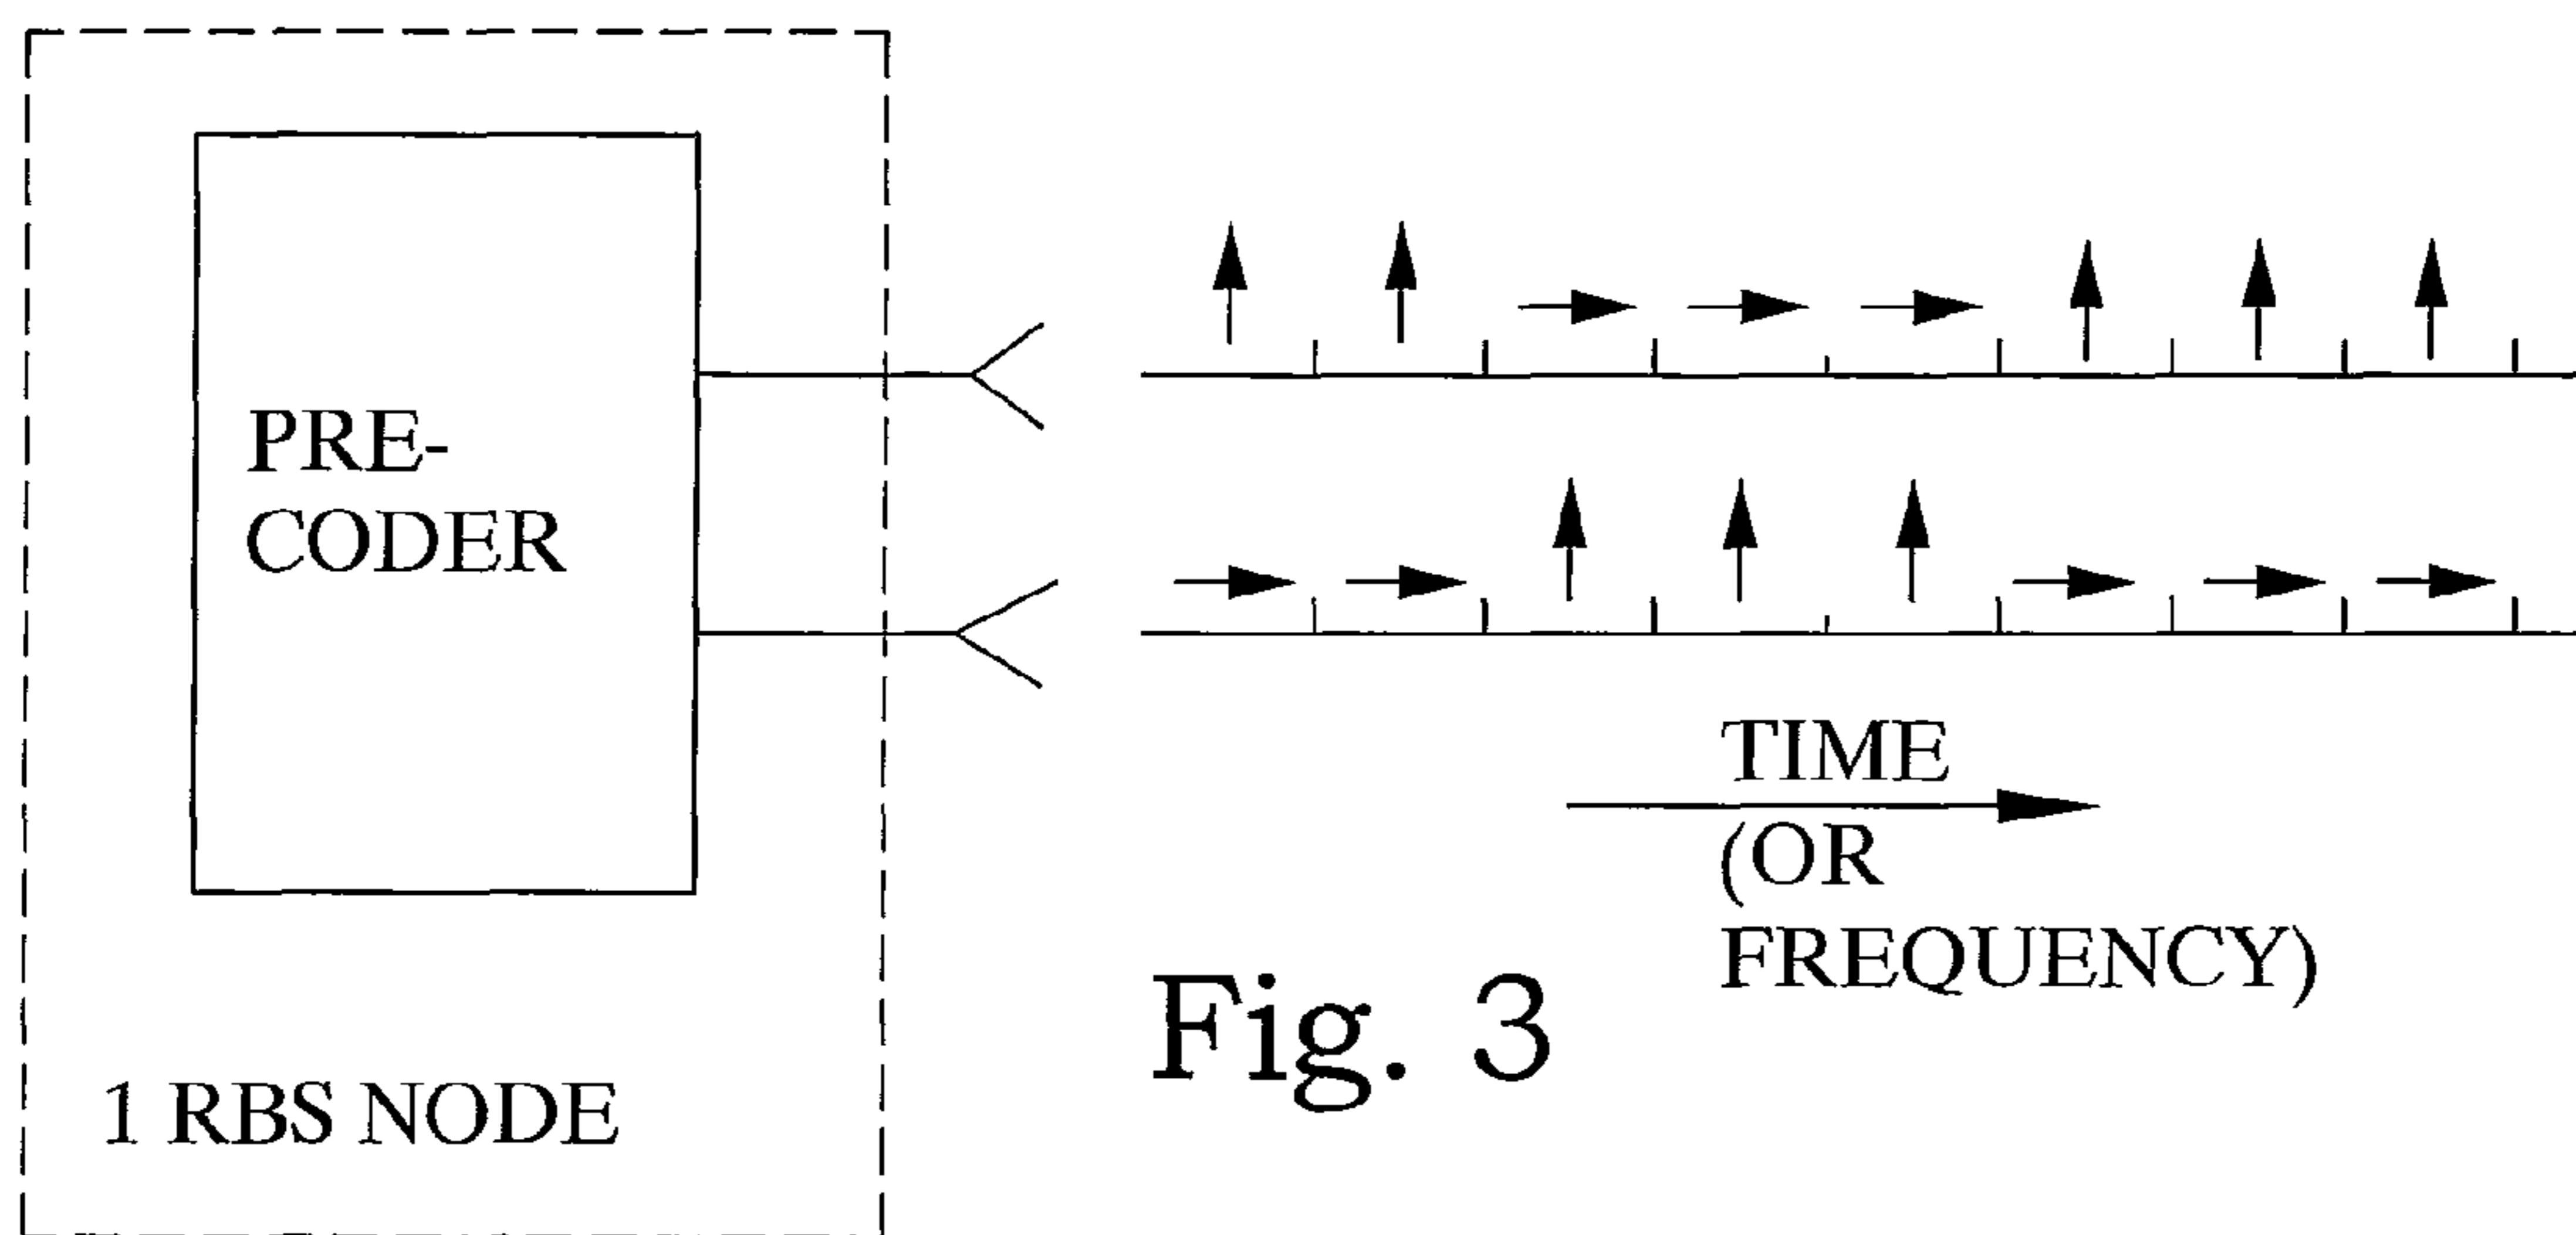 PRE-
CODER
TIME
(OR
FREQUENCY)
Fig. 3
1 RBS NODE